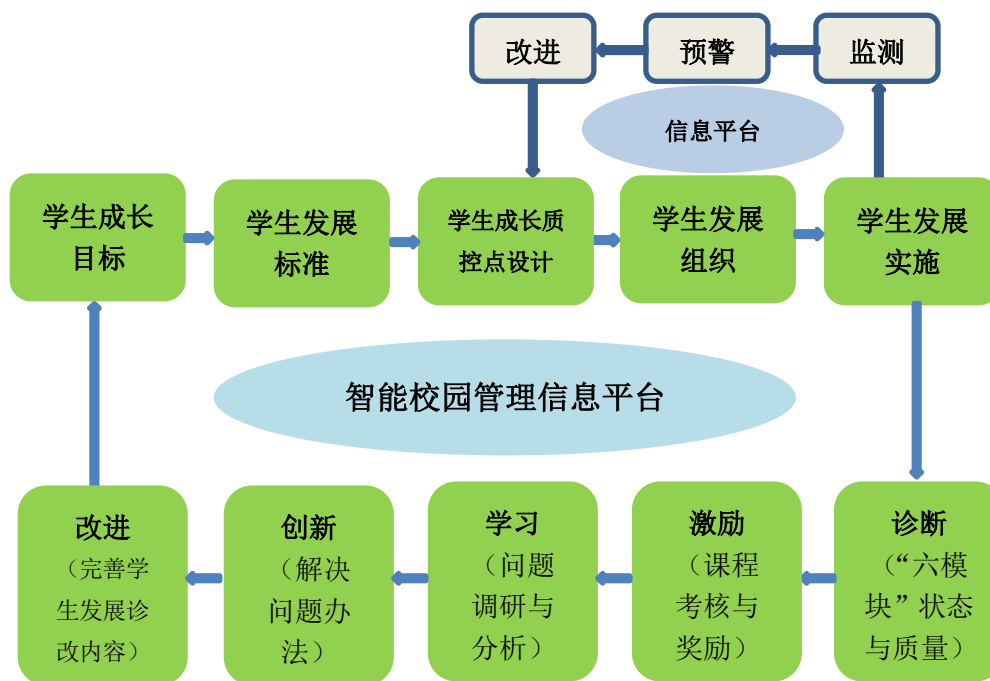 改进
预警
监测
信息平台
学生成长
目标
学生发展
标准
学生成长质
控点设计
学生发展
组织
学生发展
实施
智能校园管理信息平台
改进
（完善学
生发展诊
改内容）
创新
（解决
问题办
法）
学习
（问题
调研与
分析）
激励
（课程
考核与
奖励）
诊断
（“六模
块”状态
与质量）